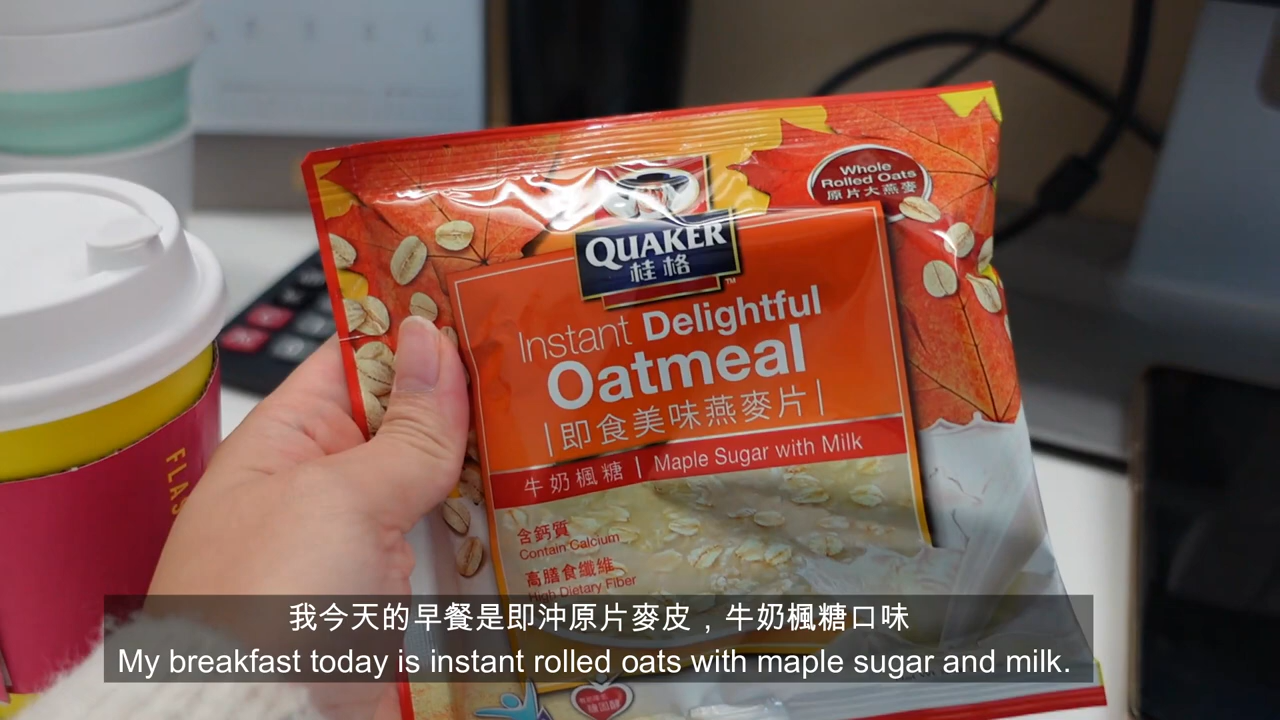 Whole
Rolled Oats
原片大燕麥
QUAKER
桂格
TM
Instant Delightful
Oatmeal
|即食美味燕麥片|
牛奶楓糖 | Maple Sugar with Milk
含鈣質
Contain Calcium
高膳食纖維
High Dietary Fiber
FLAS
我今天的早餐是即沖原片麥皮，牛奶楓糖口味
My breakfast today is instant rolled oats with maple sugar and milk.